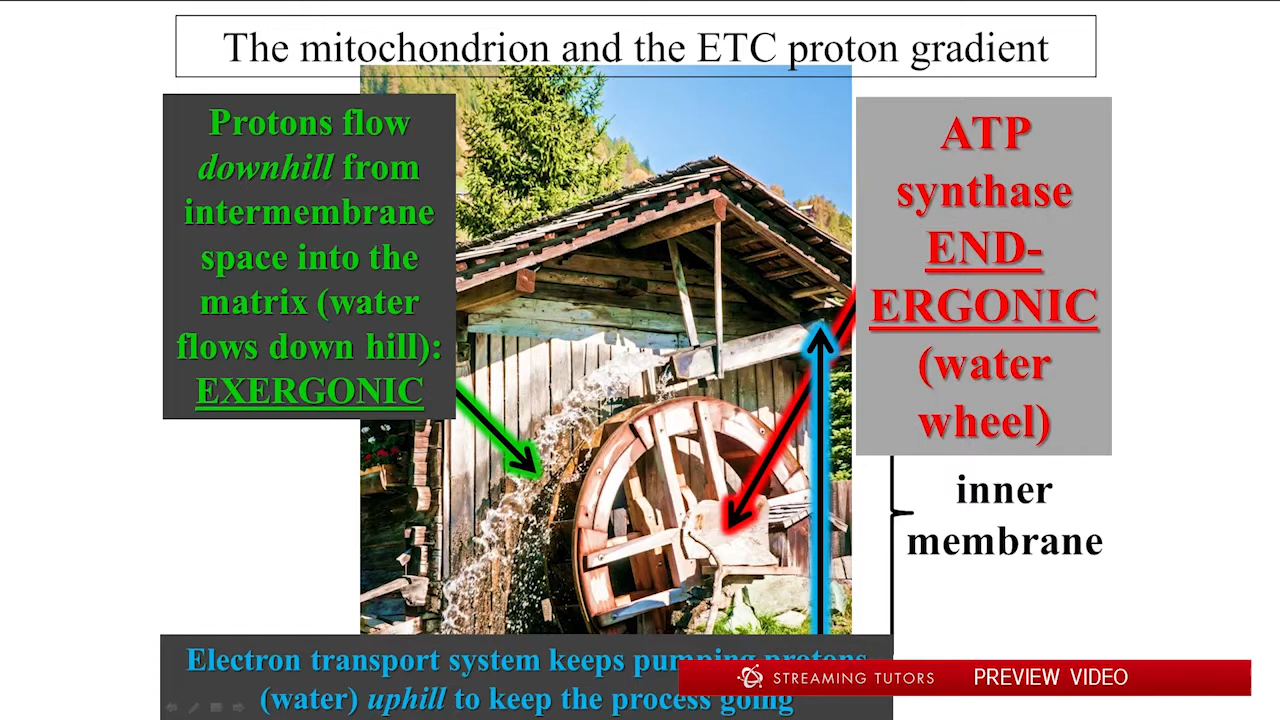 The mitochondrion and the ETC proton gradient
Protons flow
downhill from
intermembrane
space into the
matrix (water
flows down hill):
EXERGONIC
ATP
synthase
END-
ERGONIC
(water
wheel)
inner
membrane
Electron transport system keeps pumping protons
(water) uphill to keep the process going
STREAMING TUTORS PREVIEW VIDEO